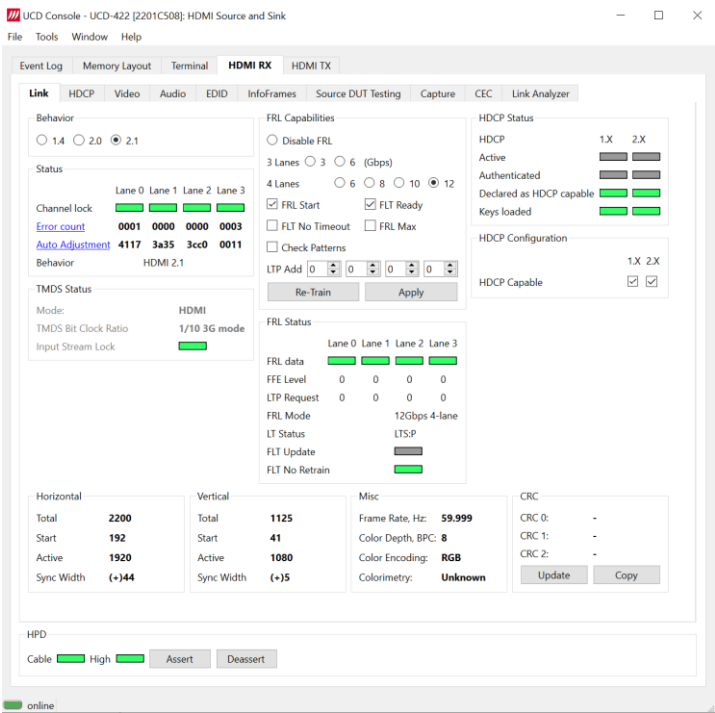 UCD Console - UCD-422 [2201C508]: HDMI Source and Sink
File Tools Window Help
Event Log Memory Layout Terminal HDMI RX HDMI TX
Link HDCP Video Audio EDID InfoFrames Source DUT Testing Capture CEC Link Analyzer
Behavior
1.4 2.0 2.1
Status
Lane 0 Lane 1 Lane 2 Lane 3
Channel lock
Error count 0001 0000 0000 0003
Auto Adjustment 4117 3a35 3cc0 0011
Behavior HDMI 2.1
TMDS Status
Mode: HDMI
TMDS Bit Clock Ratio 1/10 3G mode
Input Stream Lock
FRL Capabilities
Disable FRL
3 Lanes 3 6 (Gbps)
4 Lanes 6 8 10 12
FRL Start FLT Ready
FLT No Timeout FRL Max
Check Patterns
LTP Add 0 0 0 0
Re-Train Apply
FRL Status
Lane 0 Lane 1 Lane 2 Lane 3
FRL data
FFE Level 0 0 0 0
LTP Request 0 0 0 0
FRL Mode 12Gbps 4-lane
LT Status LTS:P
FLT Update
FLT No Retrain
HDCP Status
HDCP 1.X 2.X
Active
Authenticated
Declared as HDCP capable
Keys loaded
HDCP Configuration
1.X 2.X
HDCP Capable
Horizontal
Total 2200
Start 192
Active 1920
Sync Width (+)44
Vertical
Total 1125
Start 41
Active 1080
Sync Width (+)5
Misc
Frame Rate, Hz: 59.999
Color Depth, BPC: 8
Color Encoding: RGB
Colorimetry: Unknown
CRC
CRC 0: -
CRC 1: -
CRC 2: -
Update Copy
HPD
Cable High Assert Deassert
online